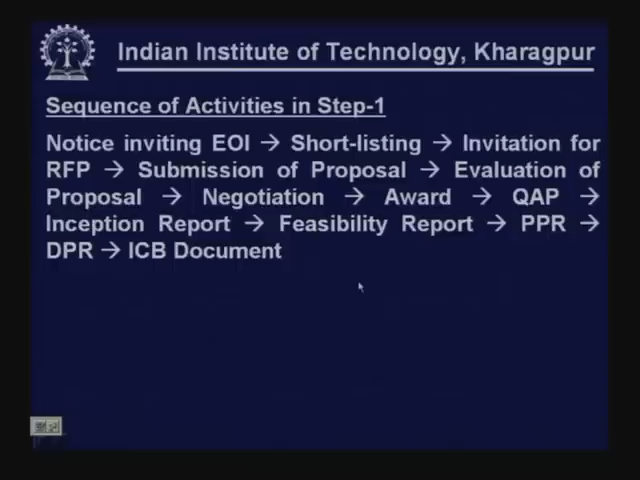 Indian Institute of Technology, Kharagpur
Sequence of Activities in Step-1
Notice inviting EOI → Short-listing → Invitation for
RFP → Submission of Proposal → Evaluation of
Proposal → Negotiation → Award → QAP →
Inception Report → Feasibility Report → PPR →
DPR → ICB Document